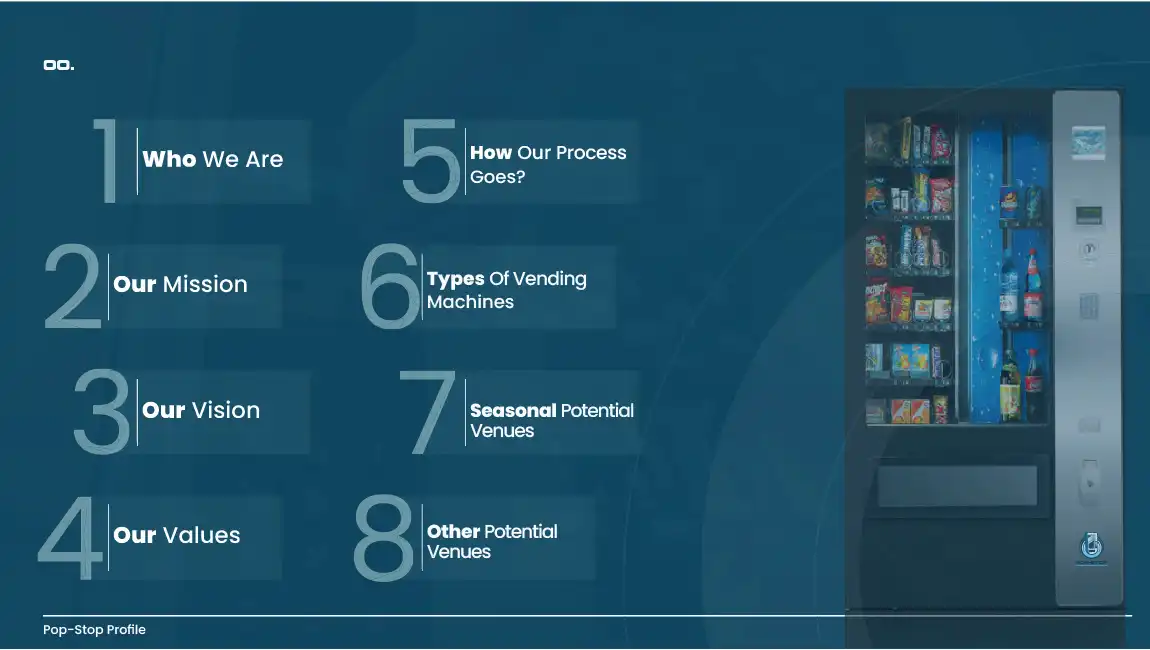 00.
1
Who We Are
2
Our Mission
3
Our Vision
4
Our Values
5
How Our Process
Goes?
6
Types Of Vending
Machines
7
Seasonal Potential
Venues
8
Other Potential
Venues
Pop-Stop Profile